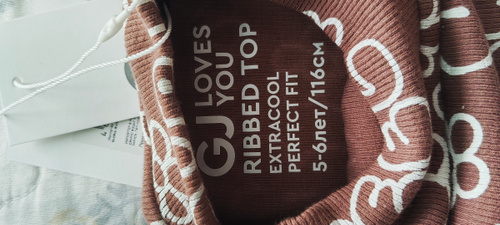 GJ LOVES
YOU
RIBBED TOP
EXTRACOOL
PERFECT FIT
5-6лет/116см